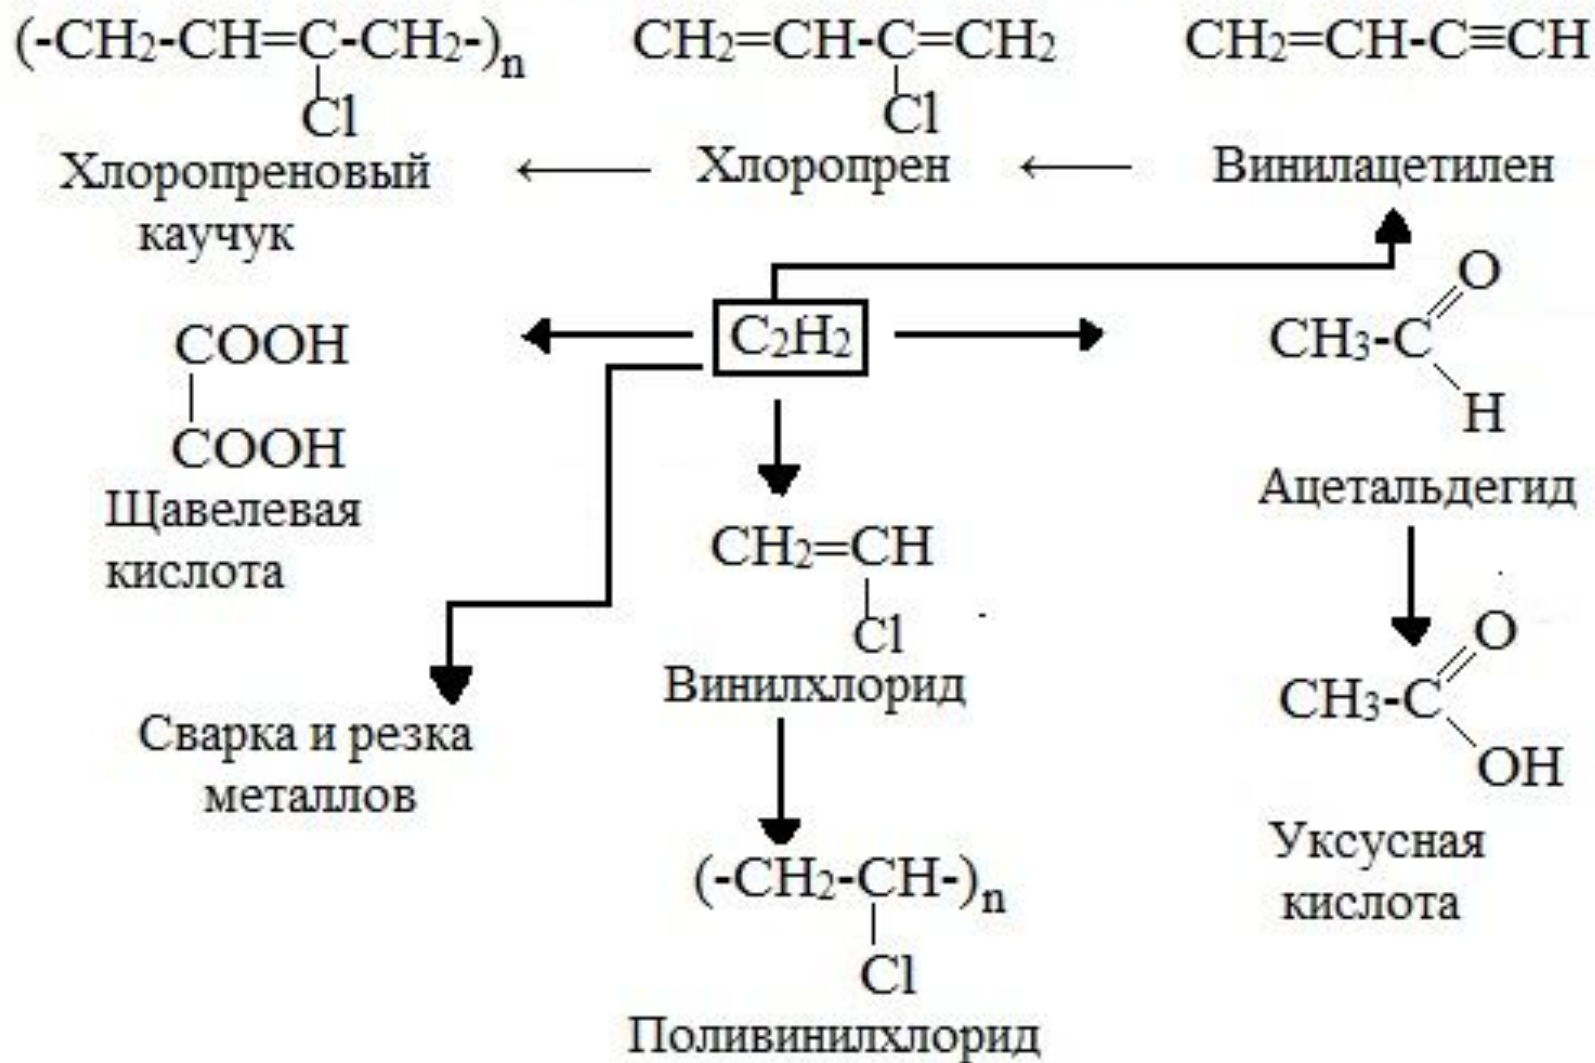 (-CH2-CH=C-CH2-)n CH2=CH-C=CH2 CH2=CH-C≡CH
Cl Cl
Хлоропреновый ← Хлоропрен ← Винилацетилен
каучук
O
COOH C2H2 CH3-C
H
COOH
Щавелевая Ацетальдегид
кислота CH2=CH
Cl O
Винилхлорид CH3-C
Сварка и резка OH
металлов
Уксусная
(-CH2-CH-)n кислота
Cl
Поливинилхлорид